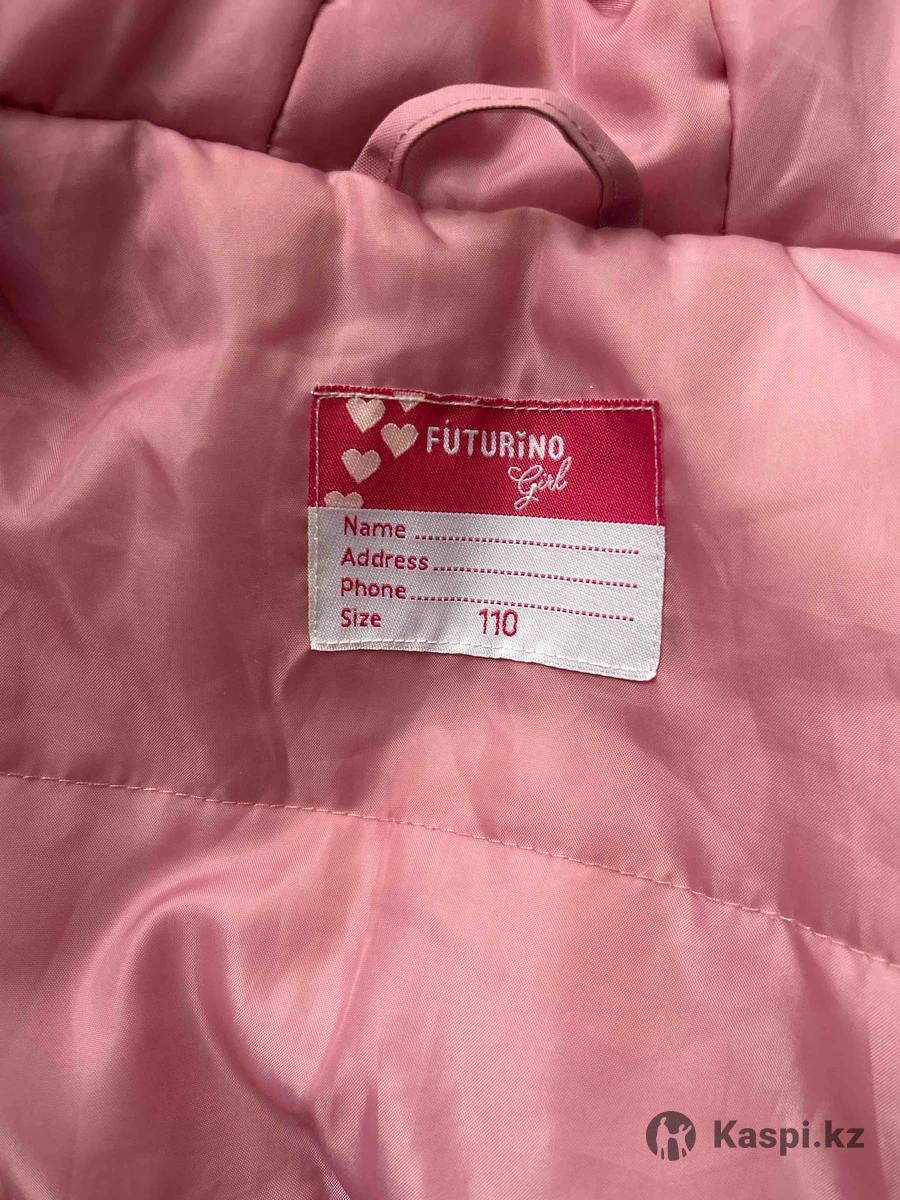 FUTURINO
Girl
Name
Address
Phone
Size 110
Kaspi.kz